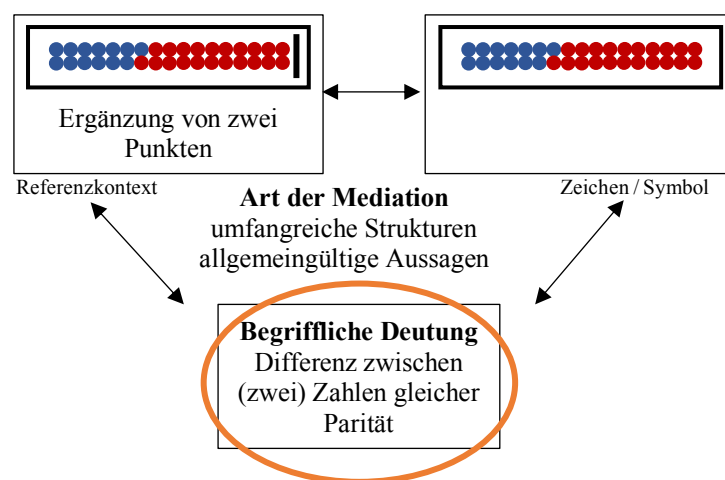 Ergänzung von zwei
Punkten
Referenzkontext
Zeichen / Symbol
Art der Mediation
umfangreiche Strukturen
allgemeingültige Aussagen
Begriffliche Deutung
Differenz zwischen
(zwei) Zahlen gleicher
Parität